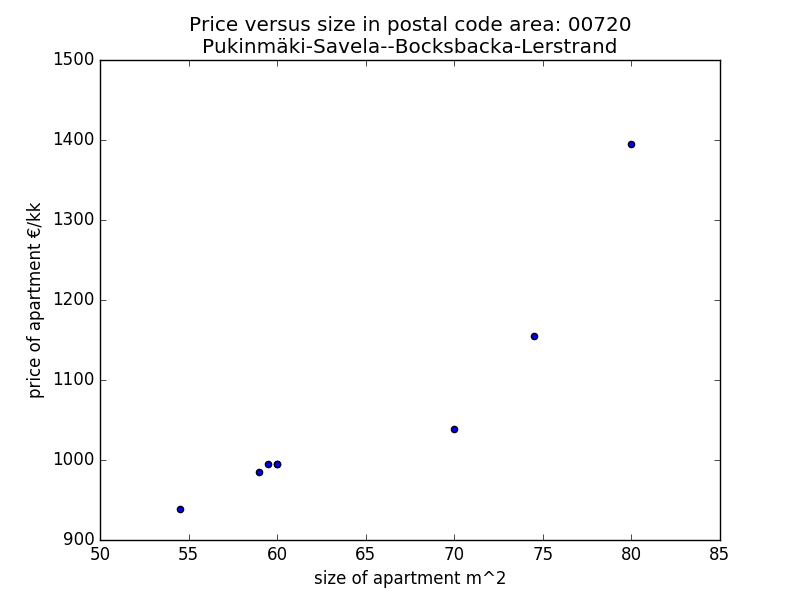 Price versus size in postal code area: 00720
Pukinmäki-Savela--Bocksbacka-Lerstrand
1500
1400
1300
1200
1100
1000
900
price of apartment €/kk
50 55 60 65 70 75 80 85
size of apartment m^2